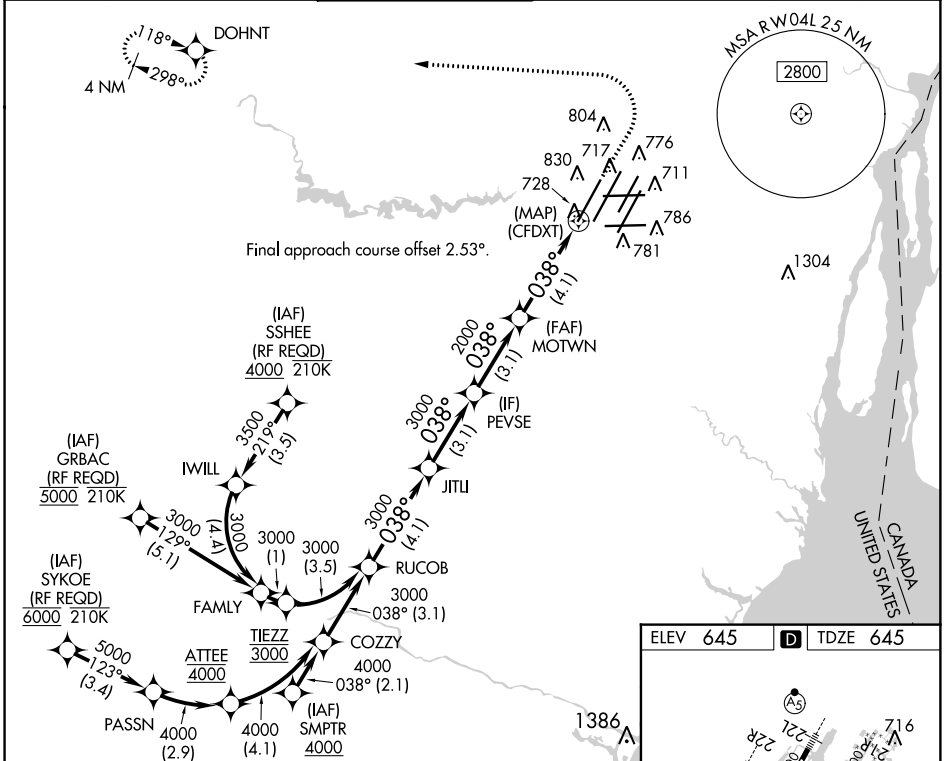 118°
298°
4 NM
DOHNT
MSA RW04L 25 NM
2800
804
717
776
830
711
728
786
781
1304
(MAP)
(CFDXT)
Final approach course offset 2.53°.
038°
(4.1)
(FAF)
MOTWN
2000
038°
(3.1)
(IF)
PEVSE
3000
038°
(3.1)
JITLI
3000
038°
(4.1)
RUCOB
(IAF)
SSHEE
(RF REQD)
4000 210K
3500
219°
(3.5)
IWILL
3000
(4.4)
(IAF)
GRBAC
(RF REQD)
5000 210K
3000
129°
(5.1)
FAMLY
3000
(1)
3000
(3.5)
TIEZZ
3000
3000
038° (3.1)
COZZY
4000
038° (2.1)
(IAF)
SMPTR
4000
(IAF)
SYKOE
(RF REQD)
6000 210K
5000
123°
(3.4)
PASSN
4000
(2.9)
ATTEE
4000
4000
(4.1)
CANADA
UNITED STATES
1386
ELEV 645
D
TDZE 645
A5
22R
22L
716